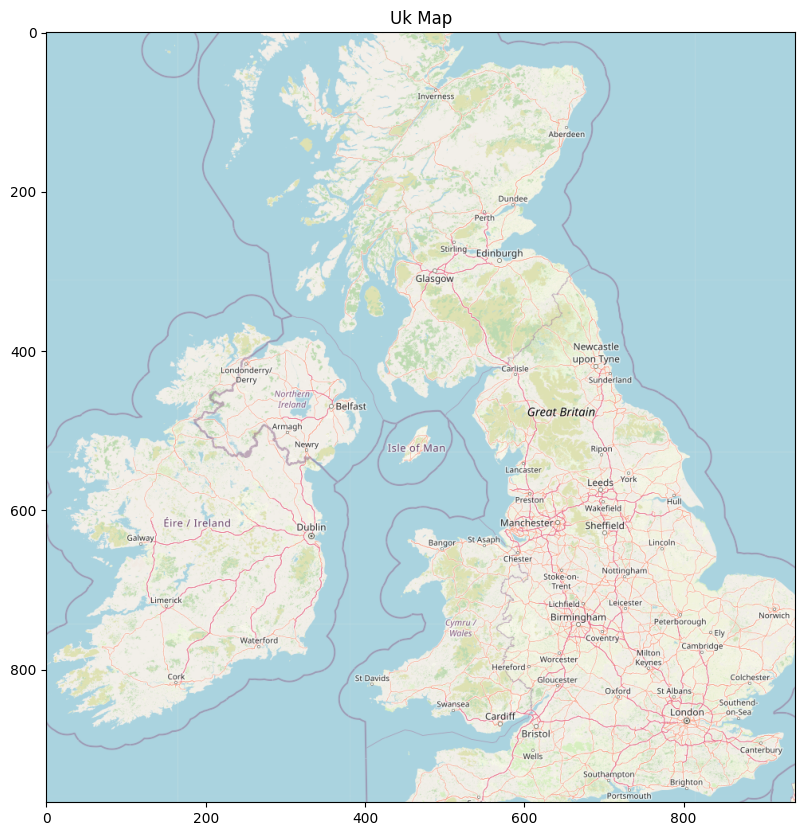 Uk Map
0
200
400
600
800
0
200
400
600
800
Inverness
Aberdeen
Dundee
Perth
Stirling
Edinburgh
Glasgow
Newcastle
upon Tyne
Carlisle
Sunderland
Londonderry/
Derry
Northern
Ireland
Belfast
Great Britain
Armagh
Newry
Isle of Man
Ripon
Lancaster
York
Leeds
Preston
Hull
Wakefield
Éire / Ireland
Dublin
Manchester
Sheffield
Galway
Bangor
St Asaph
Lincoln
Chester
Stoke-on-
Trent
Nottingham
Limerick
Lichfield
Leicester
Norwich
Birmingham
Peterborough
Cymru /
Wales
Ely
Waterford
Coventry
Cambridge
Worcester
Milton
Keynes
Hereford
Cork
St Davids
Gloucester
Colchester
Oxford
St Albans
Swansea
Southend-
on-Sea
Cardiff
London
Bristol
Wells
Canterbury
Southampton
Brighton
Portsmouth